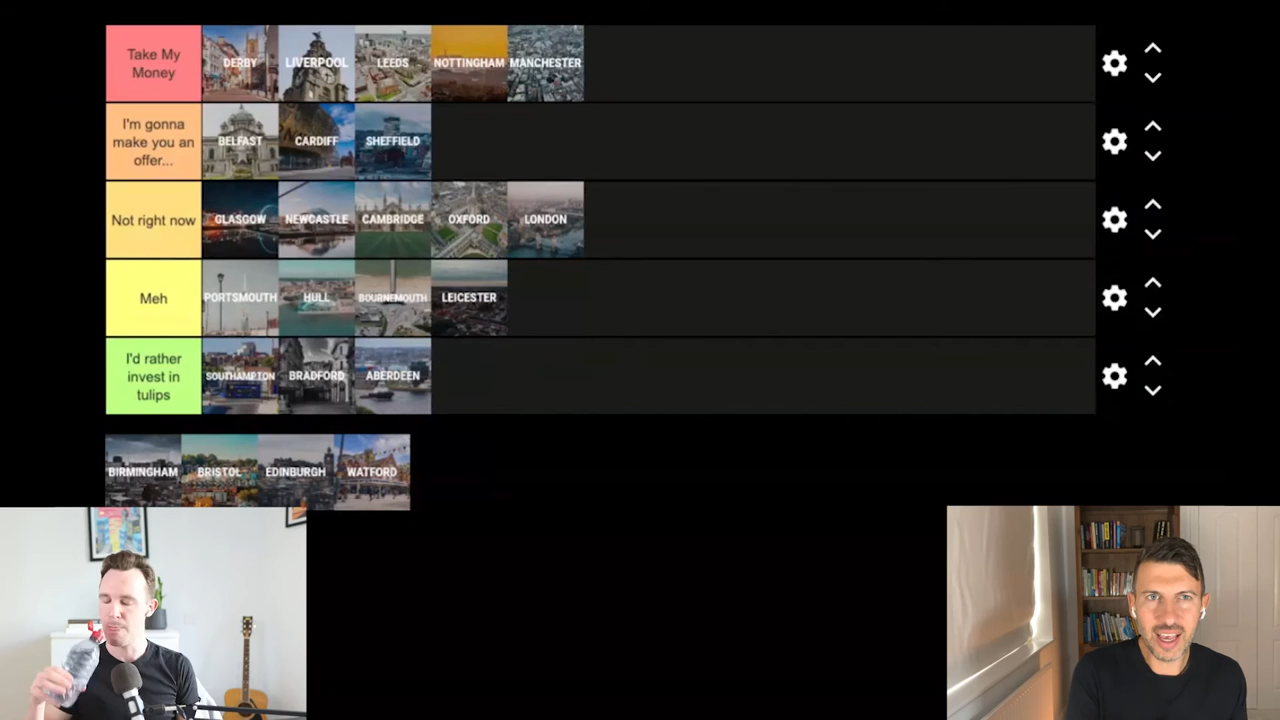 Take My
Money
DERBY
LIVERPOOL
LEEDS
NOTTINGHAM
MANCHESTER
I'm gonna
make you an
offer...
BELFAST
CARDIFF
SHEFFIELD
Not right now
GLASGOW
NEWCASTLE
CAMBRIDGE
OXFORD
LONDON
Meh
PORTSMOUTH
HULL
BOURNEMOUTH
LEICESTER
I'd rather
invest in
tulips
SOUTHAMPTON
BRADFORD
ABERDEEN
BIRMINGHAM
BRISTOL
EDINBURGH
WATFORD